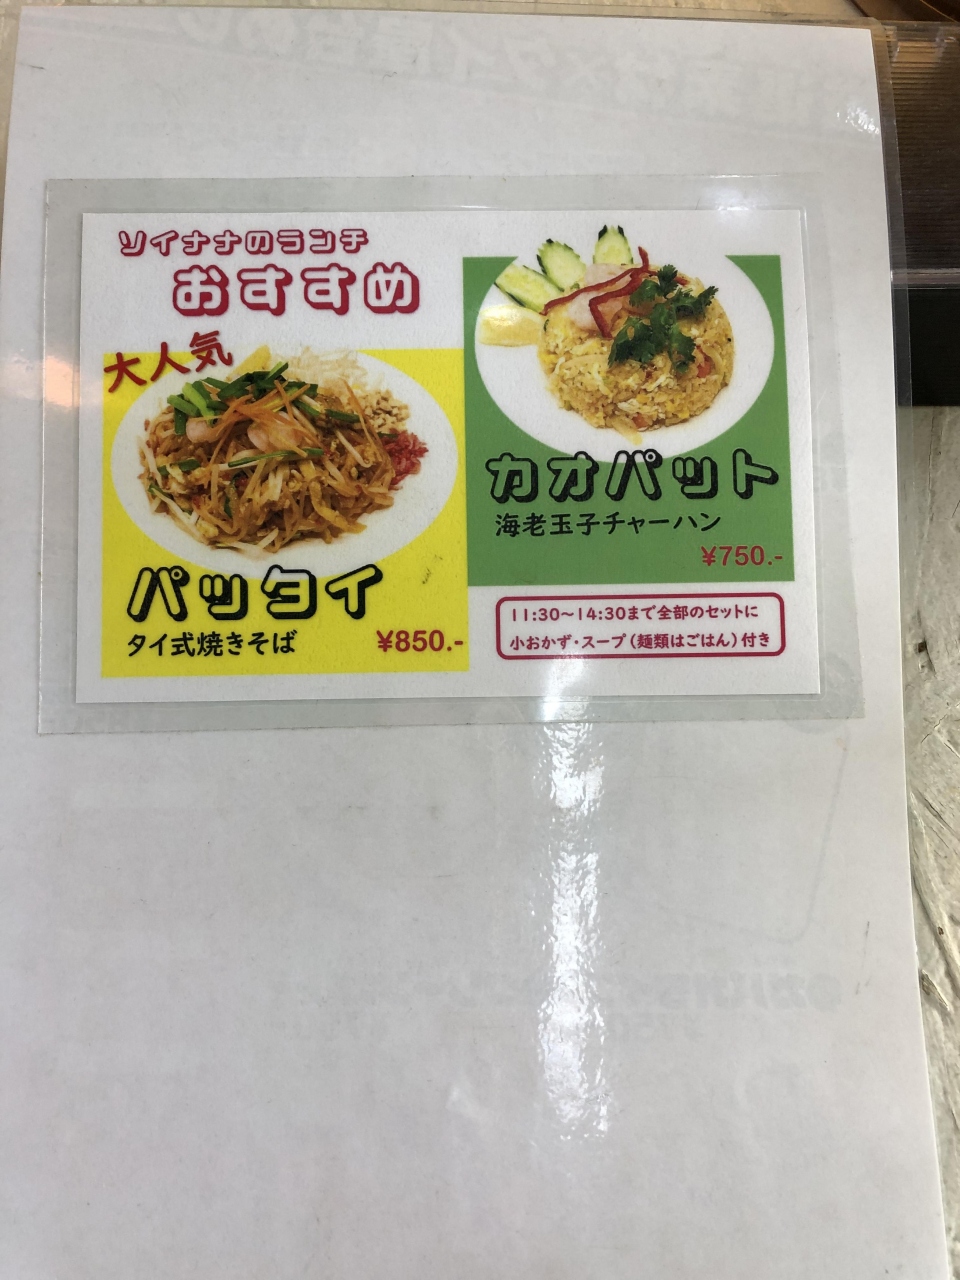 ソイナナのランチ
おすすめ
大人気
パッタイ
タイ式焼きそば
¥850.-
カオパット
海老玉子チャーハン
¥750.-
11:30〜14:30まで全部のセットに
小おかず・スープ(麺類はごはん)付き